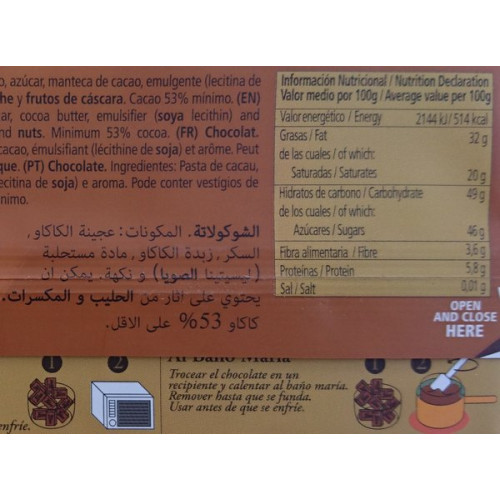 o, azúcar, manteca de cacao, emulgente (lecitina de
he y frutos de cáscara. Cacao 53% mínimo. (EN)
ar, cocoa butter, emulsifier (soya lecithin) and
nd nuts. Minimum 53% cocoa. (FR) Chocolat.
cacao, émulsifiant (lécithine de soja) et arôme. Peut
que. (PT) Chocolate. Ingredientes: Pasta de cacau,
ecitina de soja) e aroma. Pode conter vestígios de
nimo.
الشوكولاتة. المكونات: عجينة الكاكاو,
السكر, زبدة الكاكاو, مادة مستحلبة
(ليسيتينا الصويا) و نكهة. يمكن أن
يحتوي على آثار من الحليب و المكسرات.
كاكاو 53% على الاقل.
Información Nutricional / Nutrition Declaration
Valor medio por 100g / Average value per 100g
Valor energético / Energy 2144 kJ/514 kcal
Grasas / Fat 32 g
de las cuales / of which:
Saturadas / Saturates 20 g
Hidratos de carbono / Carbohydrate 49 g
de los cuales / of which:
Azúcares / Sugars 46 g
Fibra alimentaria / Fibre 3,6 g
Proteínas / Protein 5,8 g
Sal / Salt 0,01 g
OPEN
AND CLOSE
HERE
1 2
enfríe.
Al Baño María
Trocear el chocolate en un
recipiente y calentar al baño maría.
Remover hasta que se funda.
Usar antes de que se enfríe.
1 2